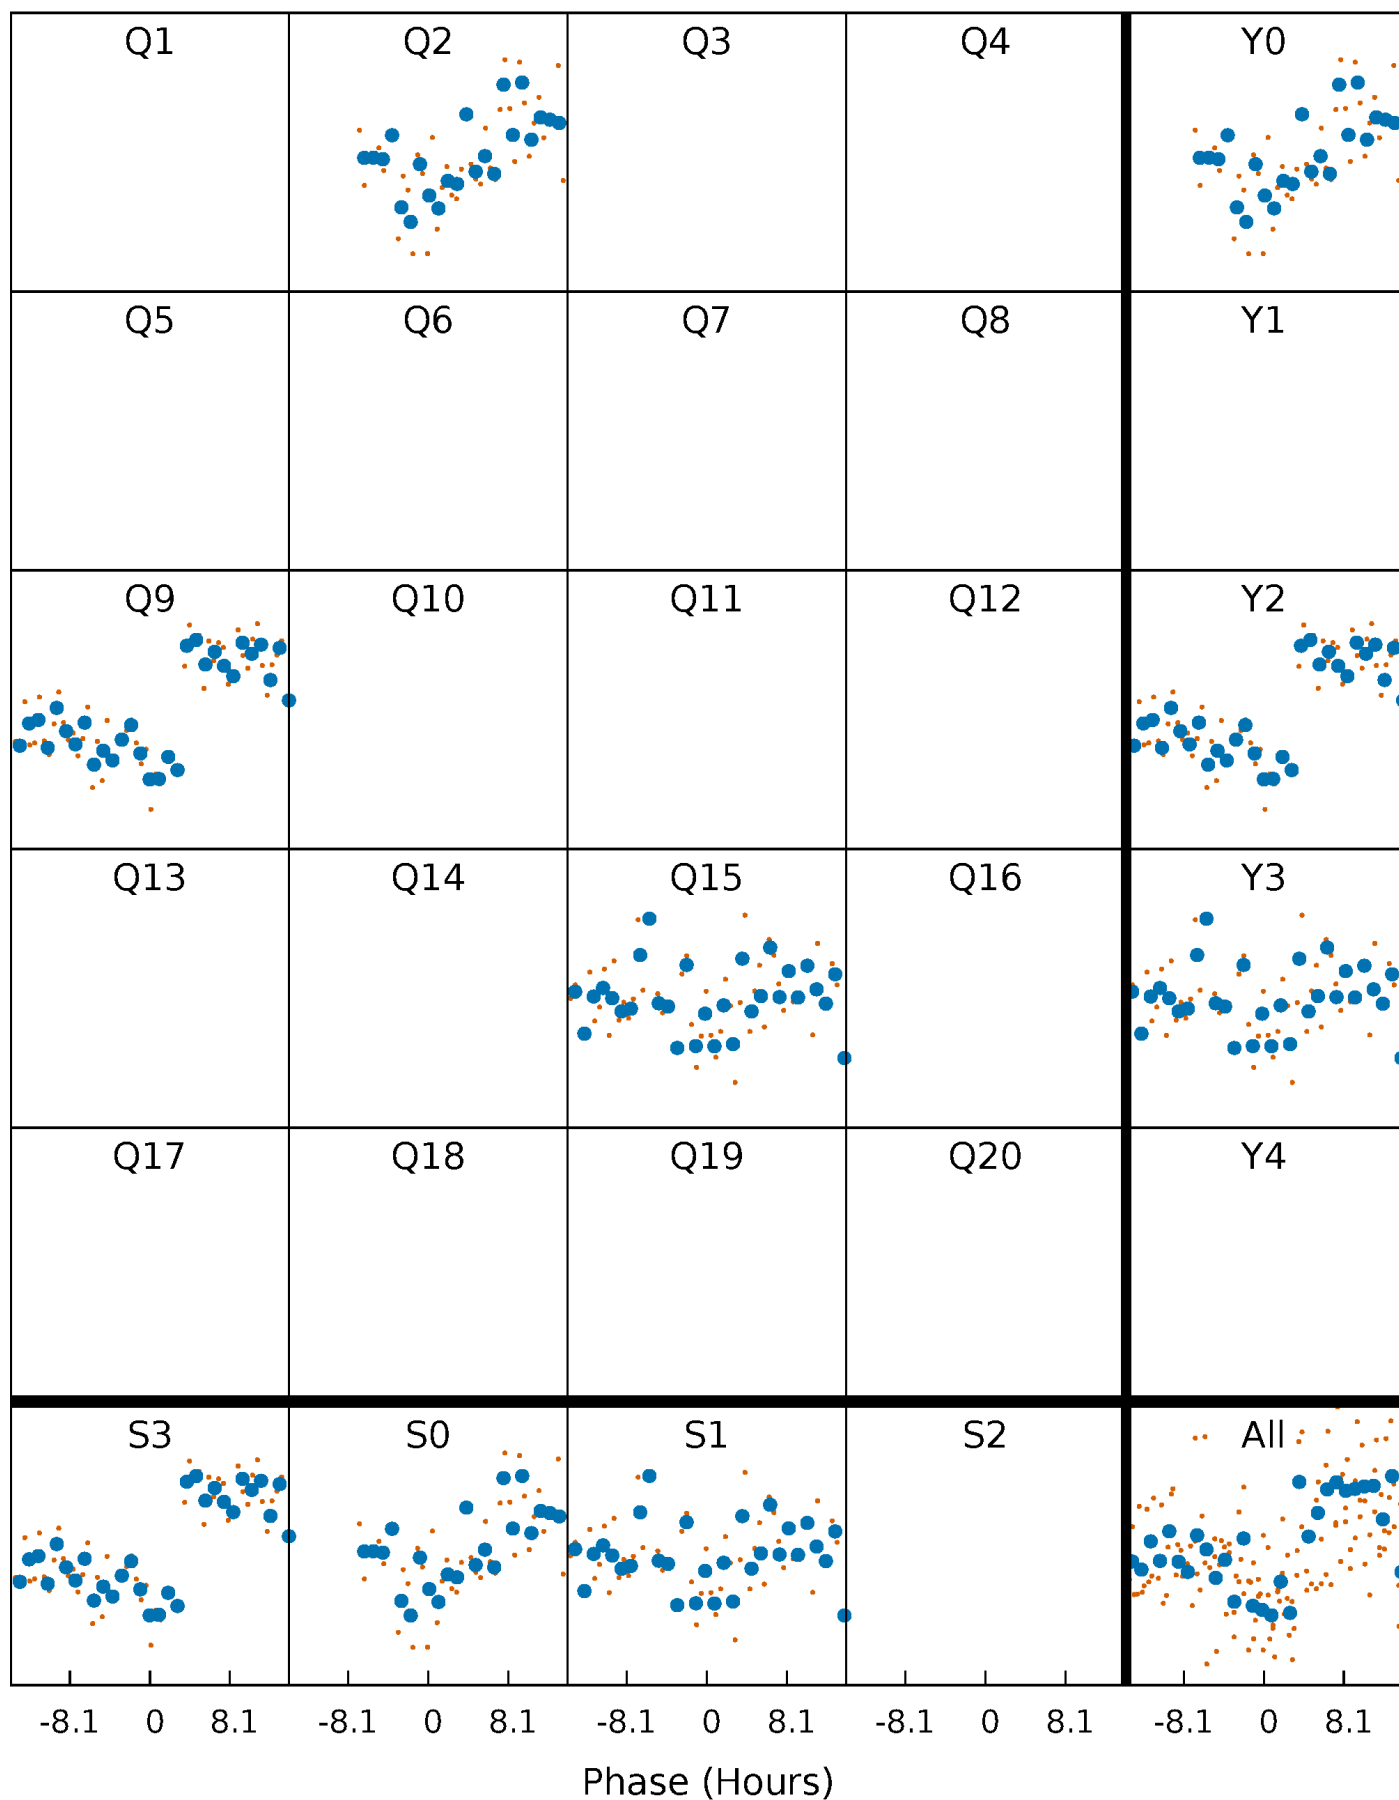 Q1 Q2 Q3 Q4 Y0
Q5 Q6 Q7 Q8 Y1
Q9 Q10 Q11 Q12 Y2
Q13 Q14 Q15 Q16 Y3
Q17 Q18 Q19 Q20 Y4
S3 S0 S1 S2 All
-8.1 0 8.1 -8.1 0 8.1 -8.1 0 8.1 -8.1 0 8.1 -8.1 0 8.1
Phase (Hours)